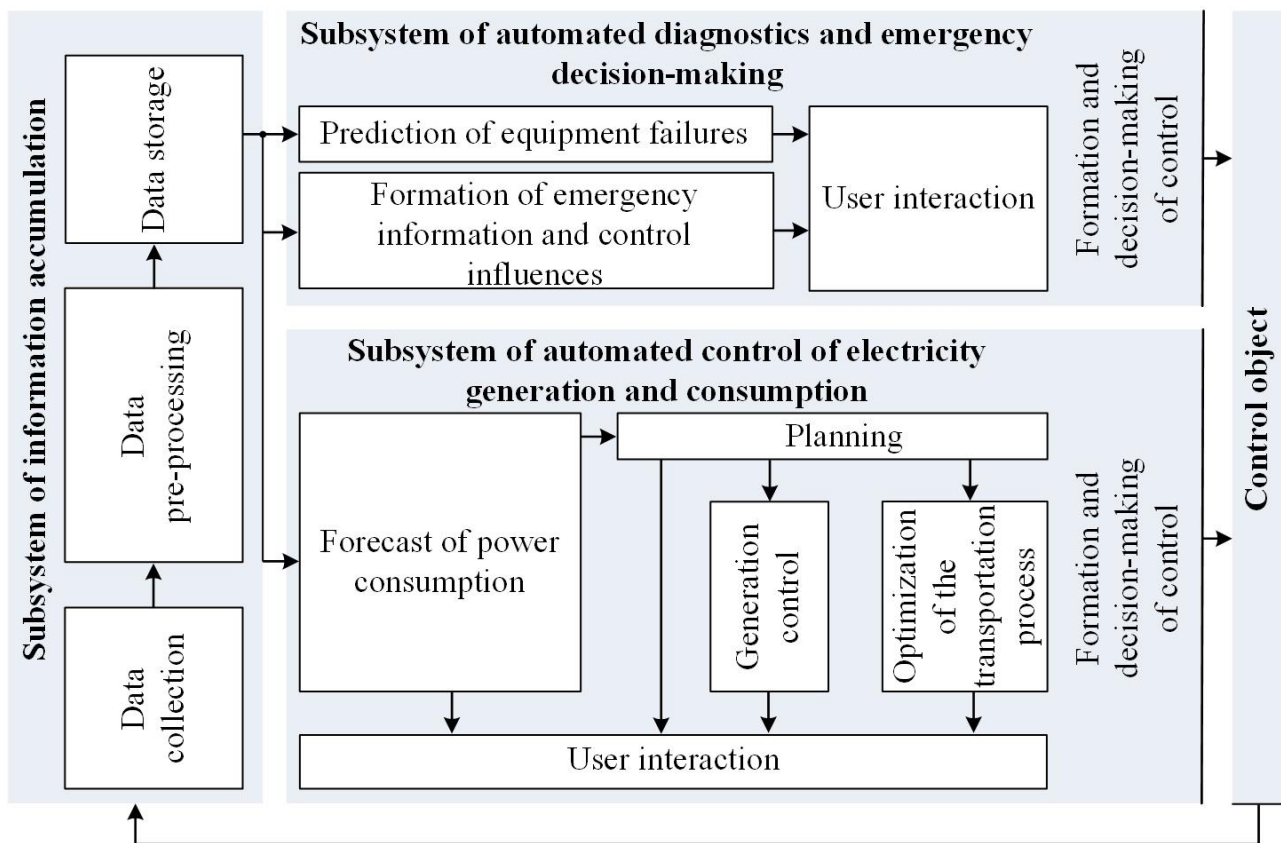 Subsystem of information accumulation
Data storage
Data
pre-processing
Data
collection
Subsystem of automated diagnostics and emergency
decision-making
Prediction of equipment failures
Formation of emergency
information and control
influences
User interaction
Formation and
decision-making
of control
Subsystem of automated control of electricity
generation and consumption
Forecast of power
consumption
Planning
Generation
control
Optimization
of the
transportation
process
User interaction
Formation and
decision-making
of control
Control object